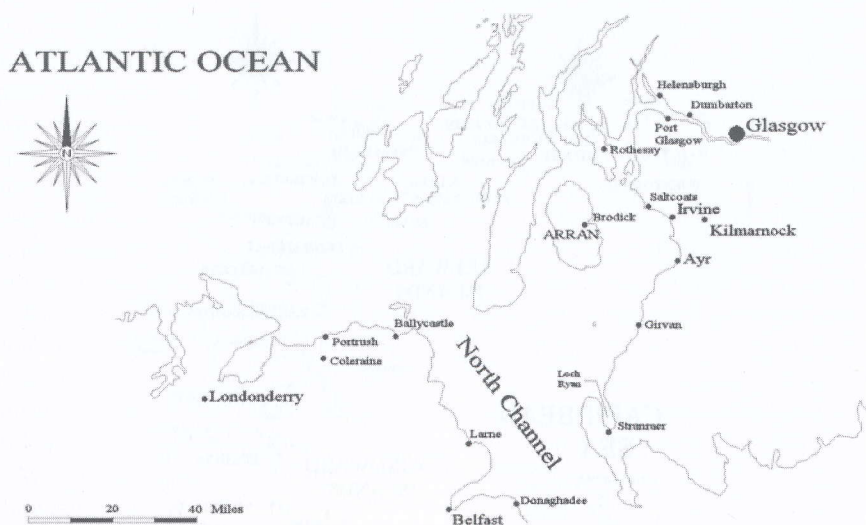 ATLANTIC OCEAN
N
Helensburgh
Dumbarton
Port
Glasgow
Glasgow
Rothesay
Saltcoats
Irvine
Brodick
ARRAN
Kilmarnock
Ayr
Girvan
Ballycastle
Portrush
Coleraine
North Channel
Loch
Ryan
Londonderry
Stranraer
Larne
Donaghadee
Belfast
0 20 40 Miles